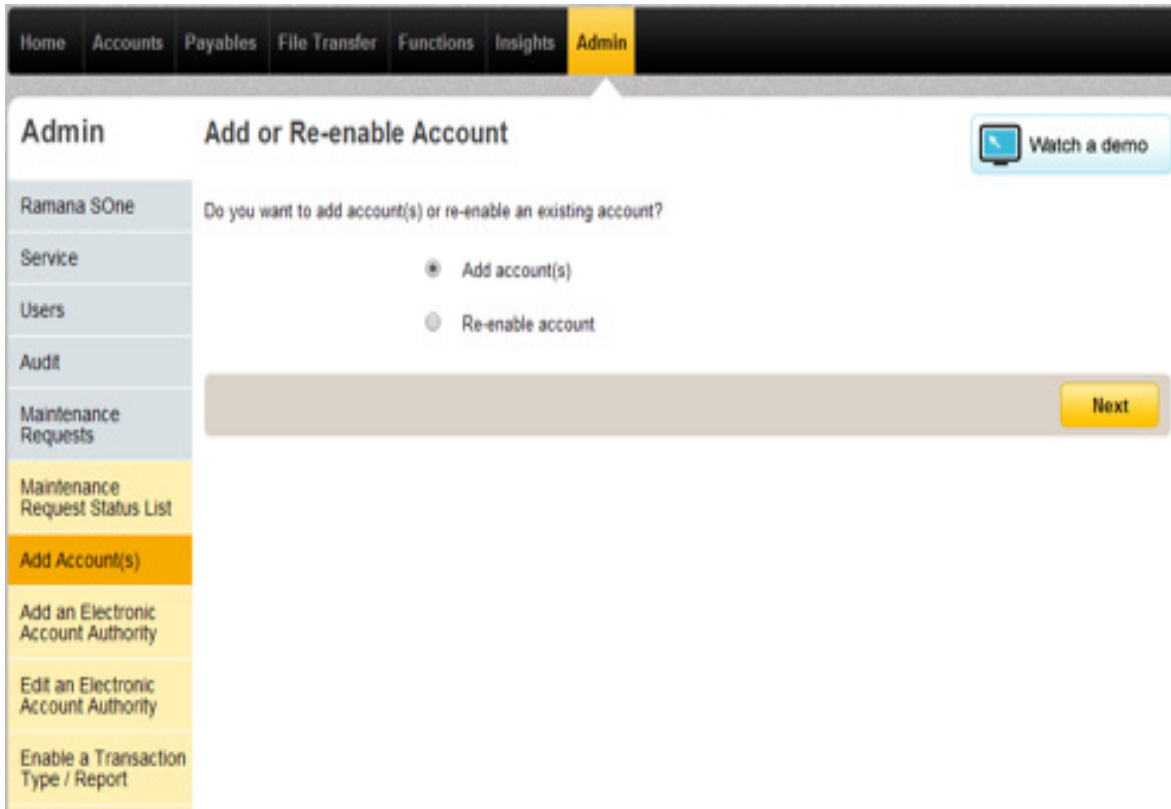 Home Accounts Payables File Transfer Functions Insights Admin
Admin
Ramana SOne
Service
Users
Audit
Maintenance
Requests
Maintenance
Request Status List
Add Account(s)
Add an Electronic
Account Authority
Edit an Electronic
Account Authority
Enable a Transaction
Type / Report
Add or Re-enable Account
Watch a demo
Do you want to add account(s) or re-enable an existing account?
Add account(s)
Re-enable account
Next